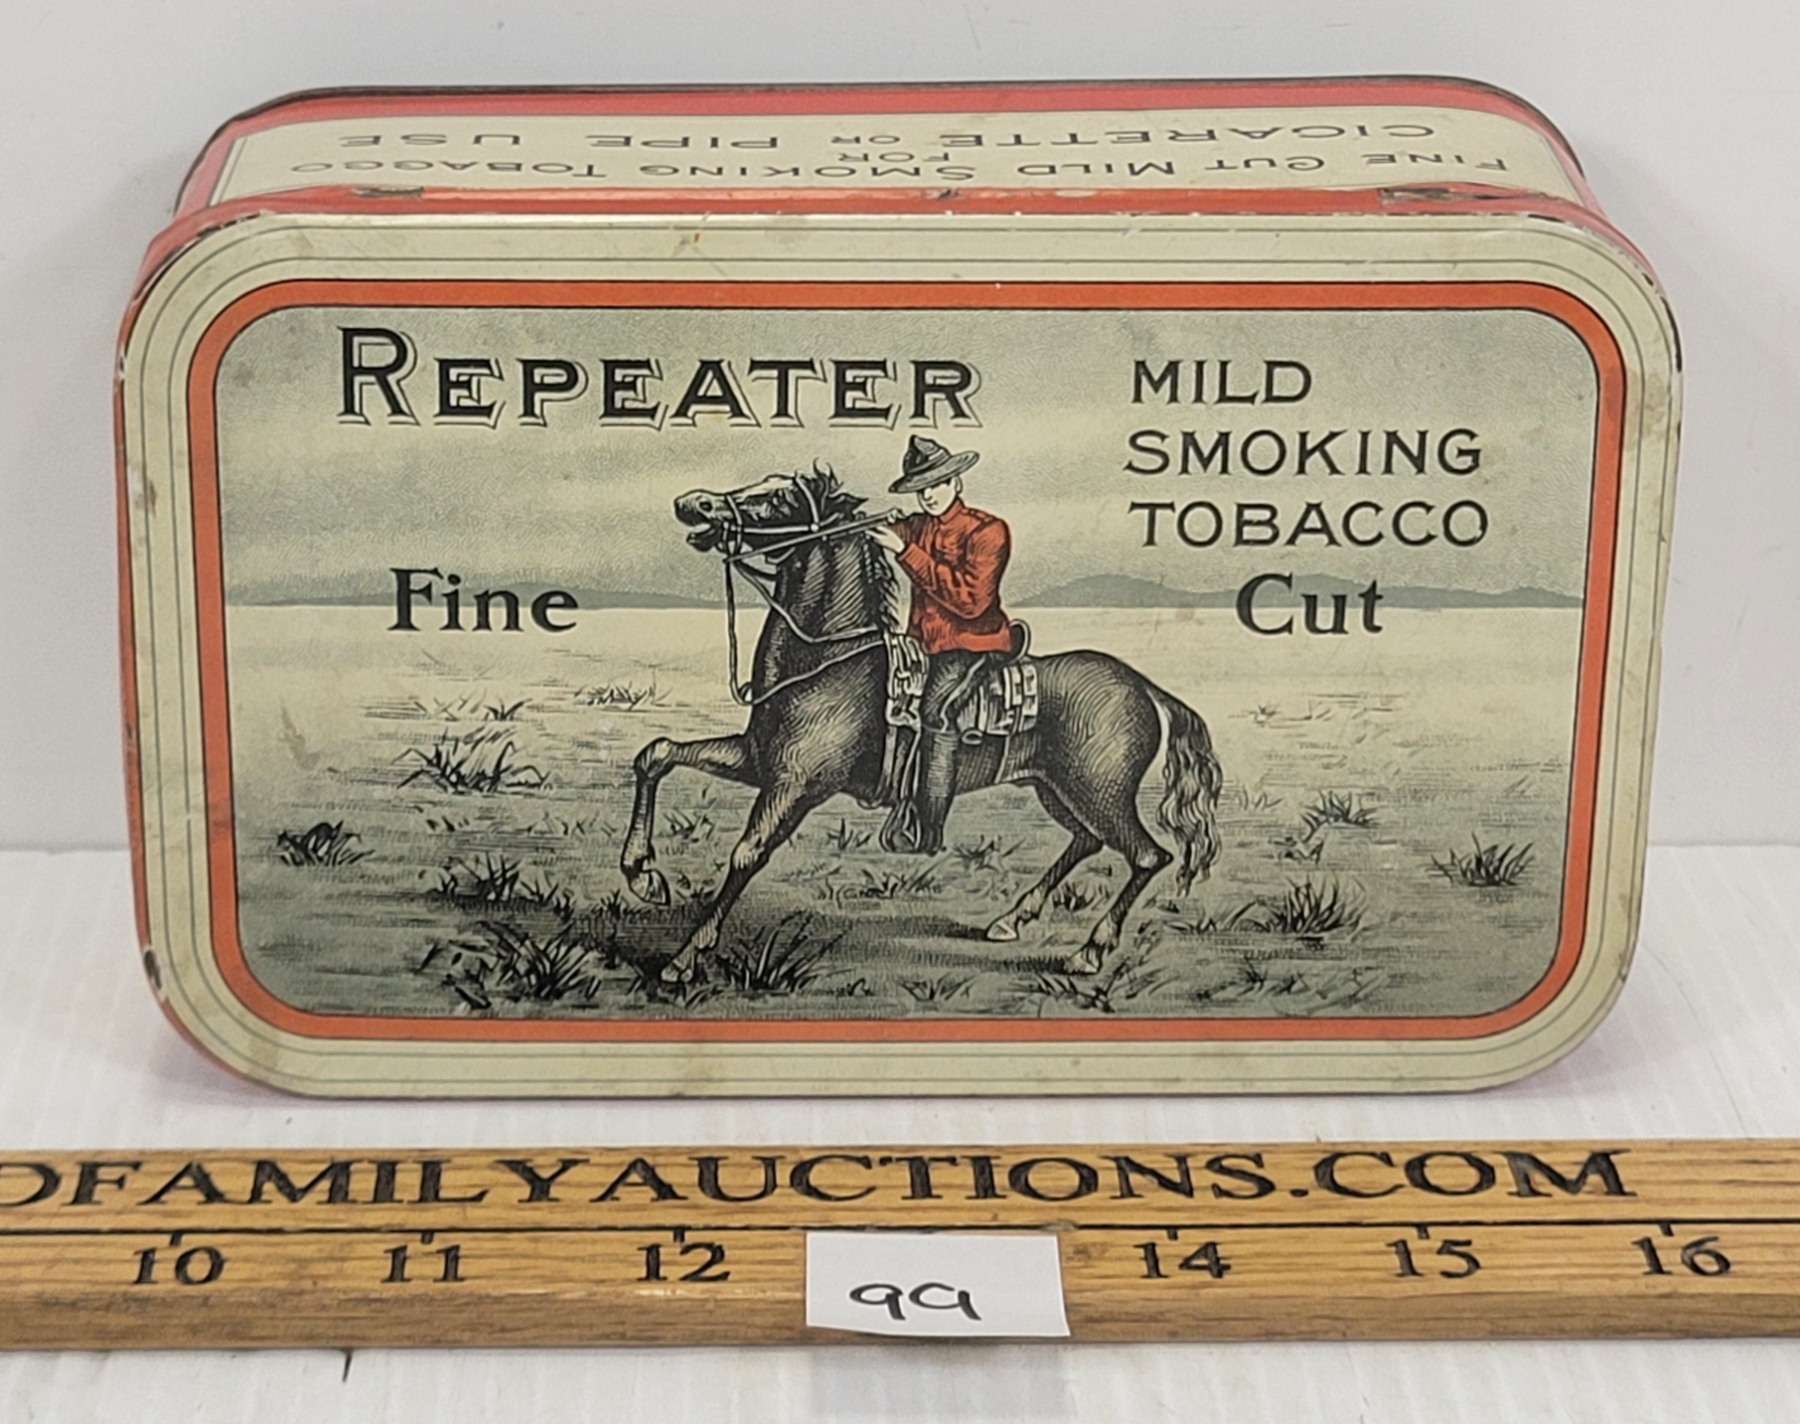 FINE CUT MILD SMOKING TOBACCO
FOR
CIGARETTE OR PIPE USE
REPEATER
MILD
SMOKING
TOBACCO
Fine Cut
FAMILYAUCTIONS.COM
10 11 12 14 15 16
99